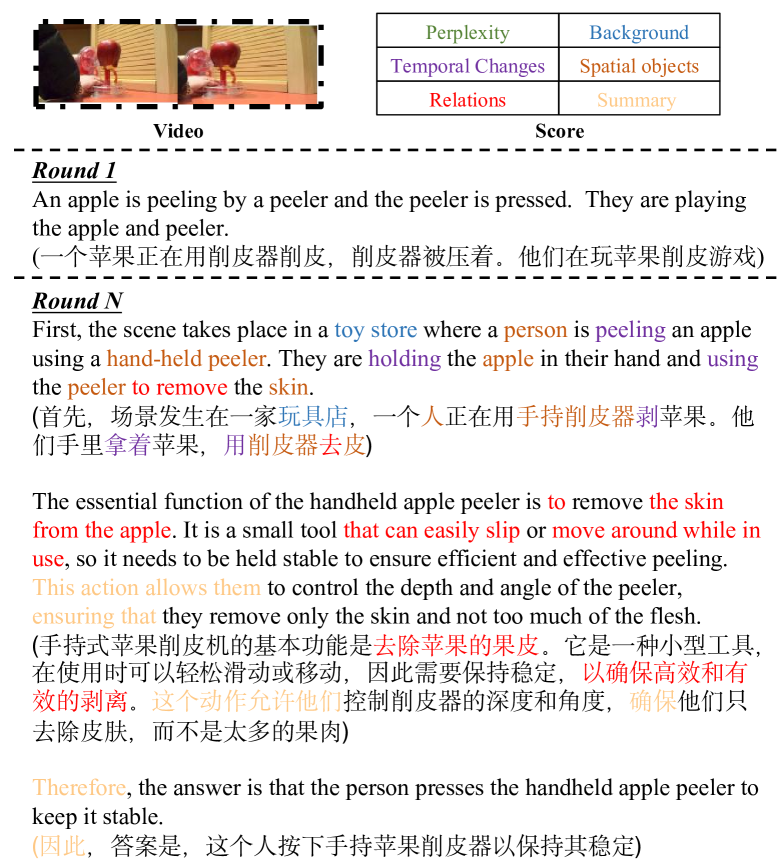 Perplexity Background
Temporal Changes Spatial objects
Relations Summary
Video Score
Round 1
An apple is peeling by a peeler and the peeler is pressed. They are playing
the apple and peeler.
(一个苹果正在用削皮器削皮，削皮器被压着。他们在玩苹果削皮游戏)
Round N
First, the scene takes place in a toy store where a person is peeling an apple
using a hand-held peeler. They are holding the apple in their hand and using
the peeler to remove the skin.
(首先，场景发生在一家玩具店，一个人正在用手持削皮器剥苹果。他
们手里拿着苹果，用削皮器去皮)
The essential function of the handheld apple peeler is to remove the skin
from the apple. It is a small tool that can easily slip or move around while in
use, so it needs to be held stable to ensure efficient and effective peeling.
This action allows them to control the depth and angle of the peeler,
ensuring that they remove only the skin and not too much of the flesh.
(手持式苹果削皮机的基本功能是去除苹果的果皮。它是一种小型工具，
在使用时可以轻松滑动或移动，因此需要保持稳定，以确保高效和有
效的剥离。这个动作允许他们控制削皮器的深度和角度，确保他们只
去除皮肤，而不是太多的果肉)
Therefore, the answer is that the person presses the handheld apple peeler to
keep it stable.
(因此，答案是，这个人按下手持苹果削皮器以保持其稳定)